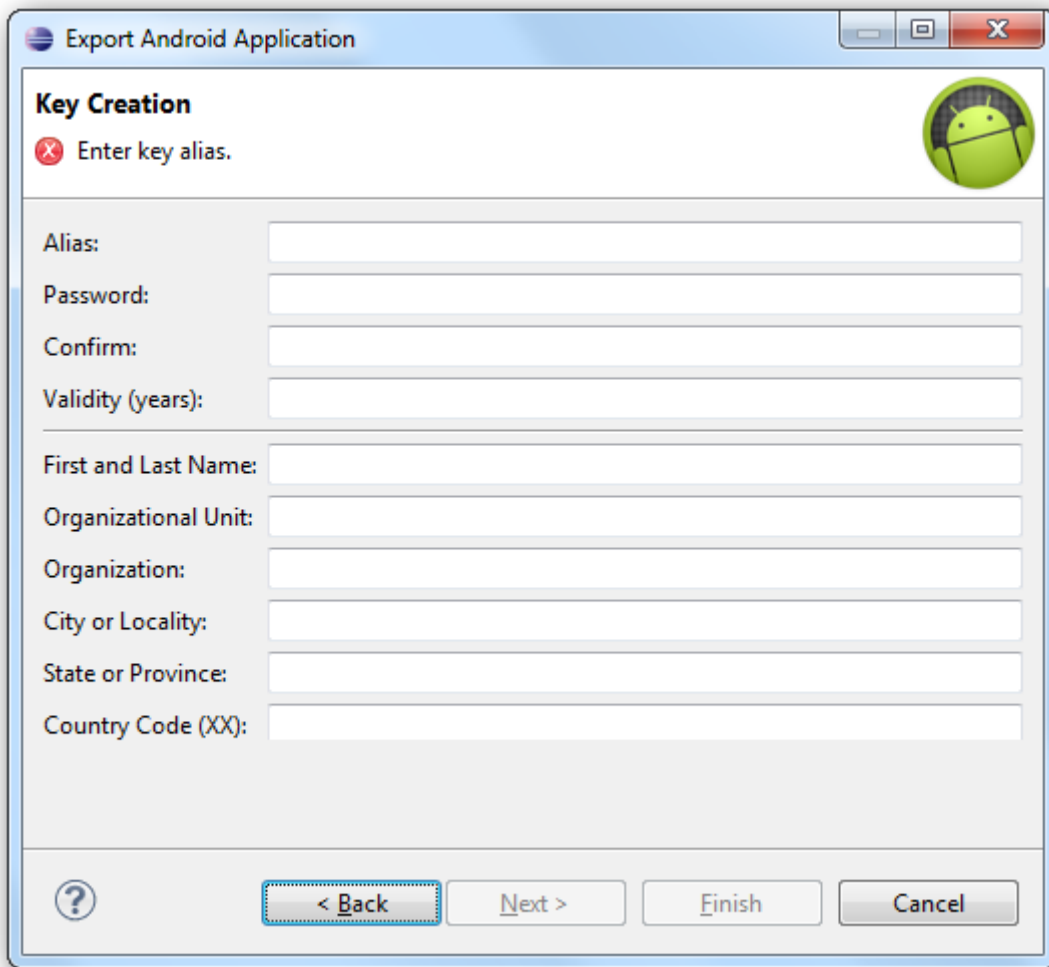 Export Android Application
Key Creation
Enter key alias.
Alias:
Password:
Confirm:
Validity (years):
First and Last Name:
Organizational Unit:
Organization:
City or Locality:
State or Province:
Country Code (XX):
? < Back Next > Finish Cancel